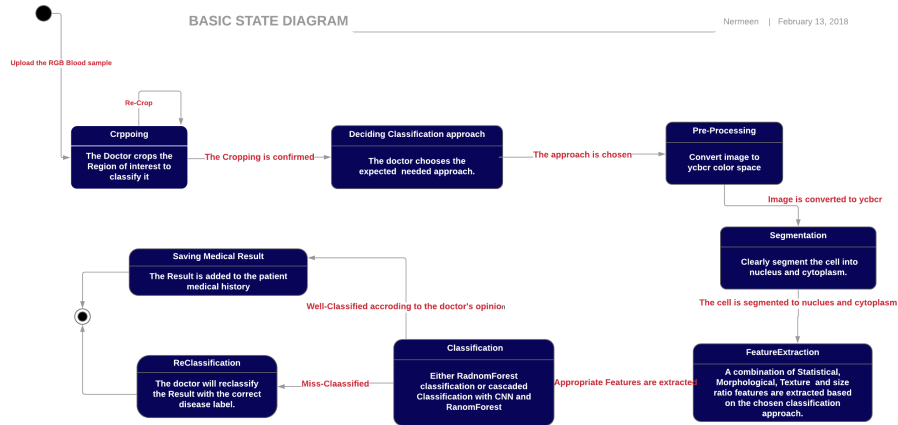 BASIC STATE DIAGRAM
Nermeen | February 13, 2018
Upload the RGB Blood sample
Re-Crop
Crppoing
The Doctor crops the
Region of interest to
classify it
The Cropping is confirmed
Deciding Classification approach
The doctor chooses the
expected needed approach.
The approach is chosen
Pre-Processing
Convert image to
ycbcr color space
Image is converted to ycbcr
Segmentation
Clearly segment the cell into
nucleus and cytoplasm.
The cell is segmented to nuclues and cytoplasm
FeatureExtraction
A combination of Statistical,
Morphological, Texture and size
ratio features are extracted based
on the chosen classification
approach.
Appropriate Features are extracted
Classification
Either RadnomForest
classification or cascaded
Classification with CNN and
RanomForest
Well-Classified accroding to the doctor's opinion
Saving Medical Result
The Result is added to the patient
medical history
Miss-Claassified
ReClassification
The doctor will reclassify
the Result with the correct
disease label.